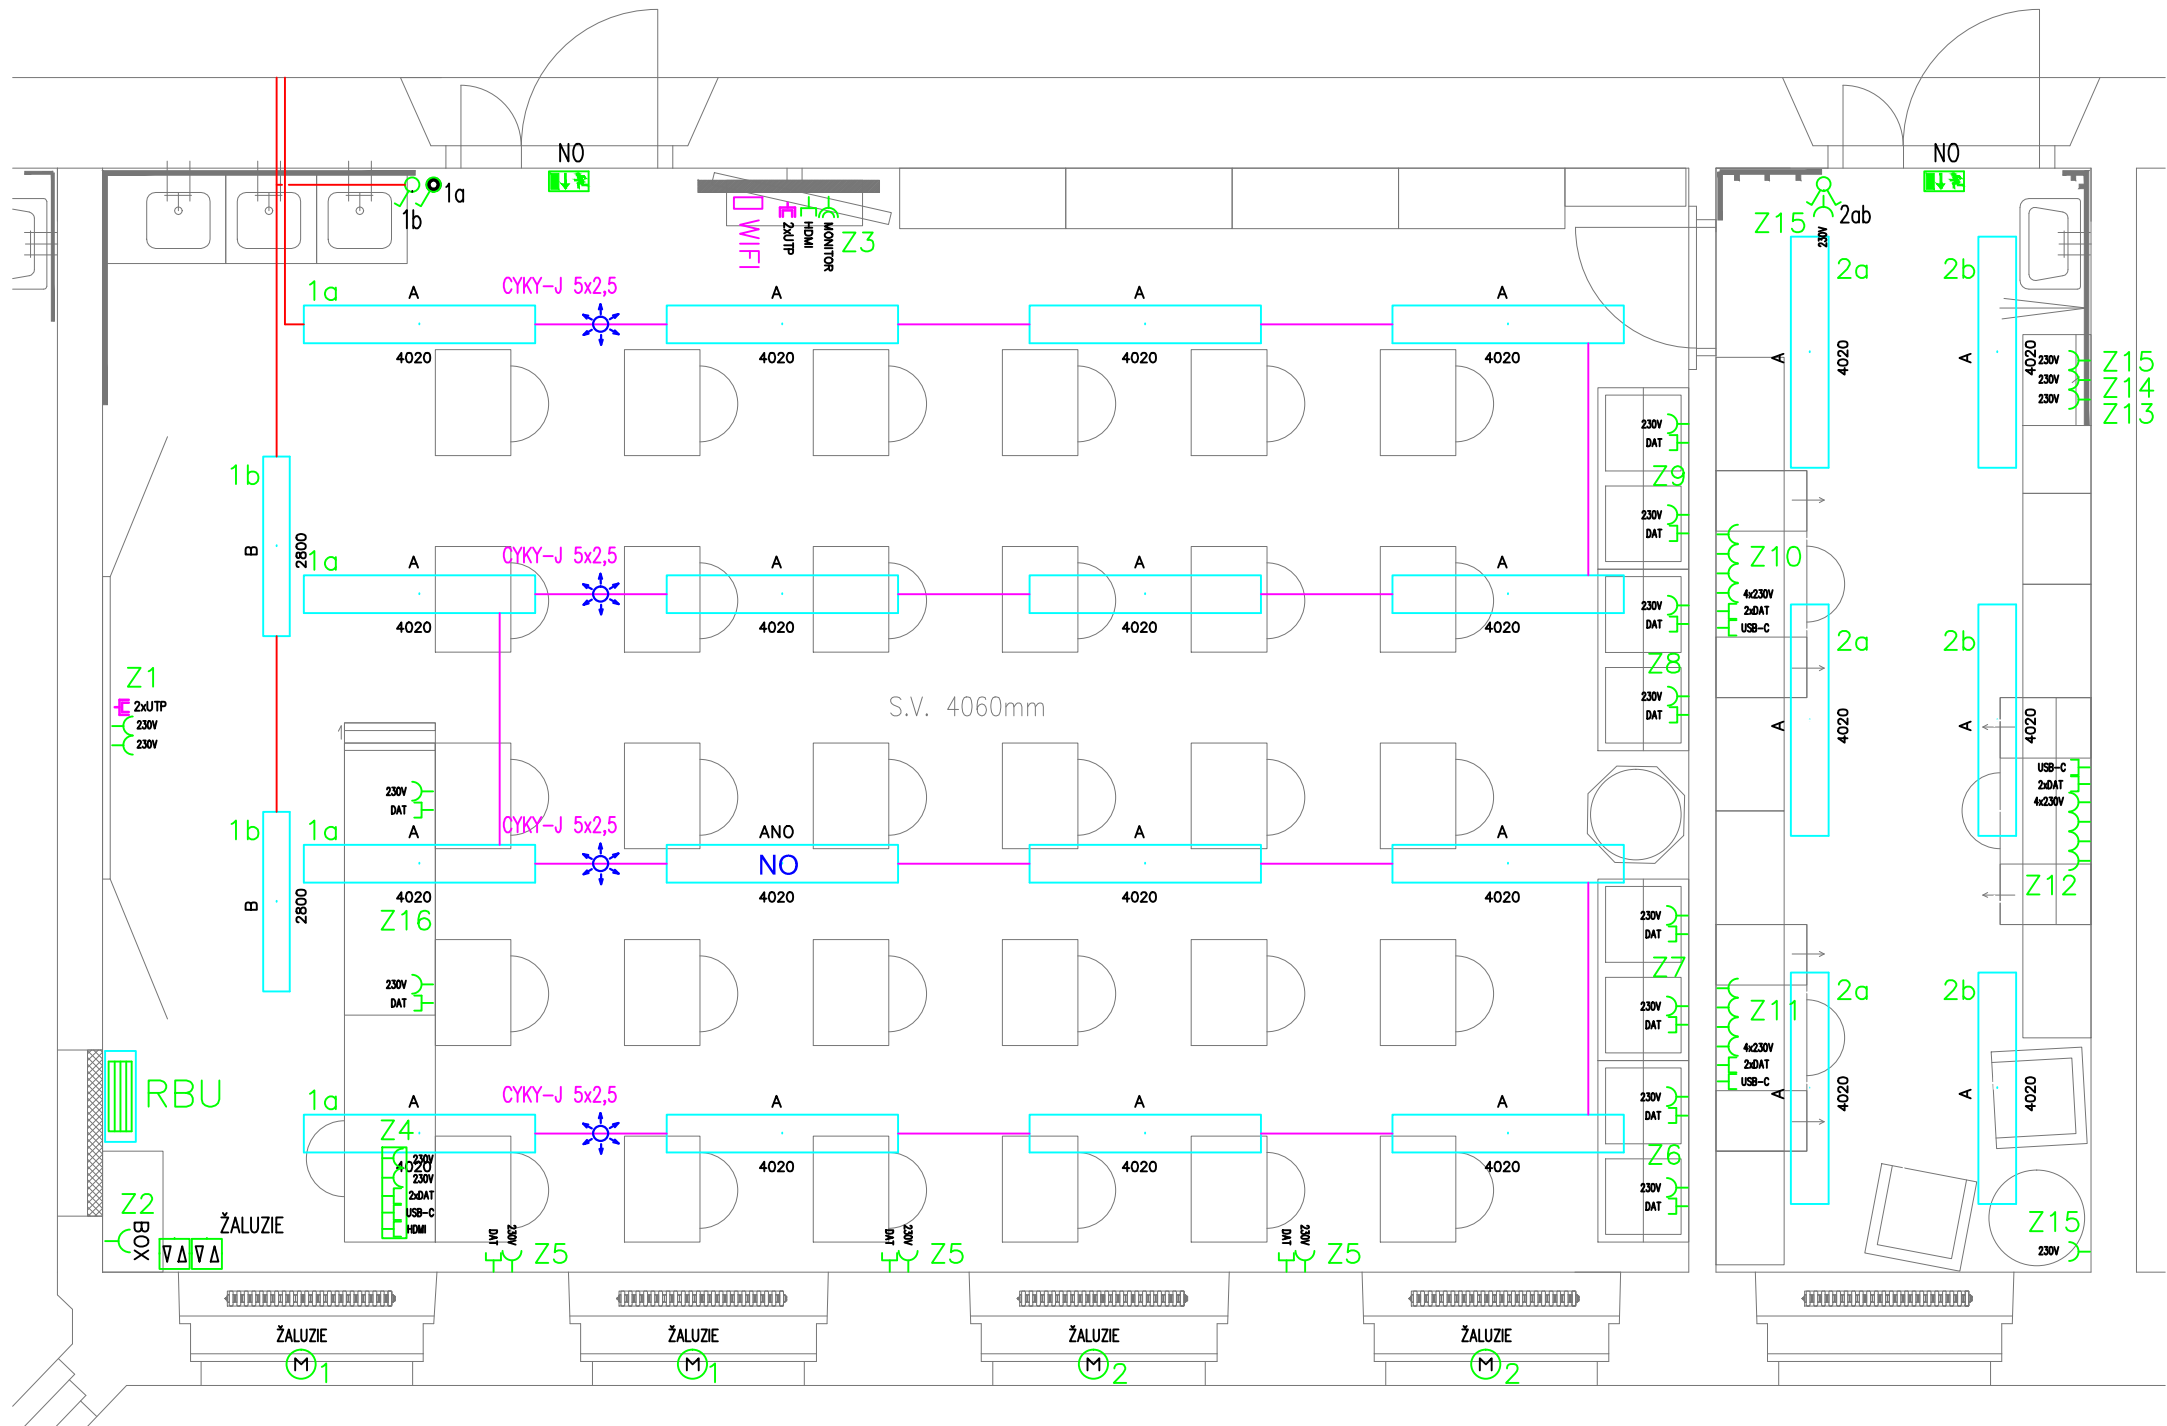 NO
NO
1b
1a
WIFI
2xUTP
HDMI
MONITOR
Z3
Z15
230V
2ab
2a
2b
1a
A
CYKY-J 5x2,5
A
A
A
4020
4020
4020
4020
A
4020
A
4020
230V
230V
230V
Z15
Z14
Z13
230V
DAT
Z9
230V
DAT
1b
B
2800
1a
A
CYKY-J 5x2,5
A
A
A
4020
4020
4020
4020
Z10
4x230V
2xDAT
USB-C
230V
DAT
Z8
230V
DAT
2a
2b
Z1
2xUTP
230V
230V
S.V. 4060mm
A
4020
A
4020
1
230V
DAT
USB-C
2xDAT
4x230V
Z12
1b
B
2800
1a
A
CYKY-J 5x2,5
ANO
NO
A
A
4020
4020
4020
4020
Z16
230V
DAT
230V
DAT
Z7
230V
DAT
2a
2b
Z11
4x230V
2xDAT
USB-C
A
4020
A
4020
RBU
1a
A
CYKY-J 5x2,5
A
A
A
Z4
4020
4020
4020
4020
230V
230V
2xDAT
USB-C
HDMI
230V
DAT
Z6
230V
DAT
Z2
BOX
ŽALUZIE
DAT
230V
Z5
DAT
230V
Z5
DAT
230V
Z5
Z15
230V
ŽALUZIE
ŽALUZIE
ŽALUZIE
ŽALUZIE
M 1
M 1
M 2
M 2